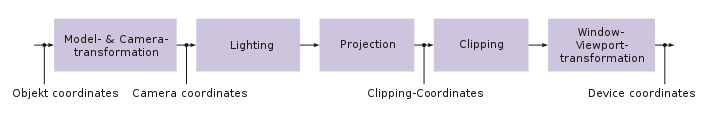 Model- & Camera-
transformation
Lighting
Projection
Clipping
Window-
Viewport-
transformation
Objekt coordinates
Camera coordinates
Clipping-Coordinates
Device coordinates